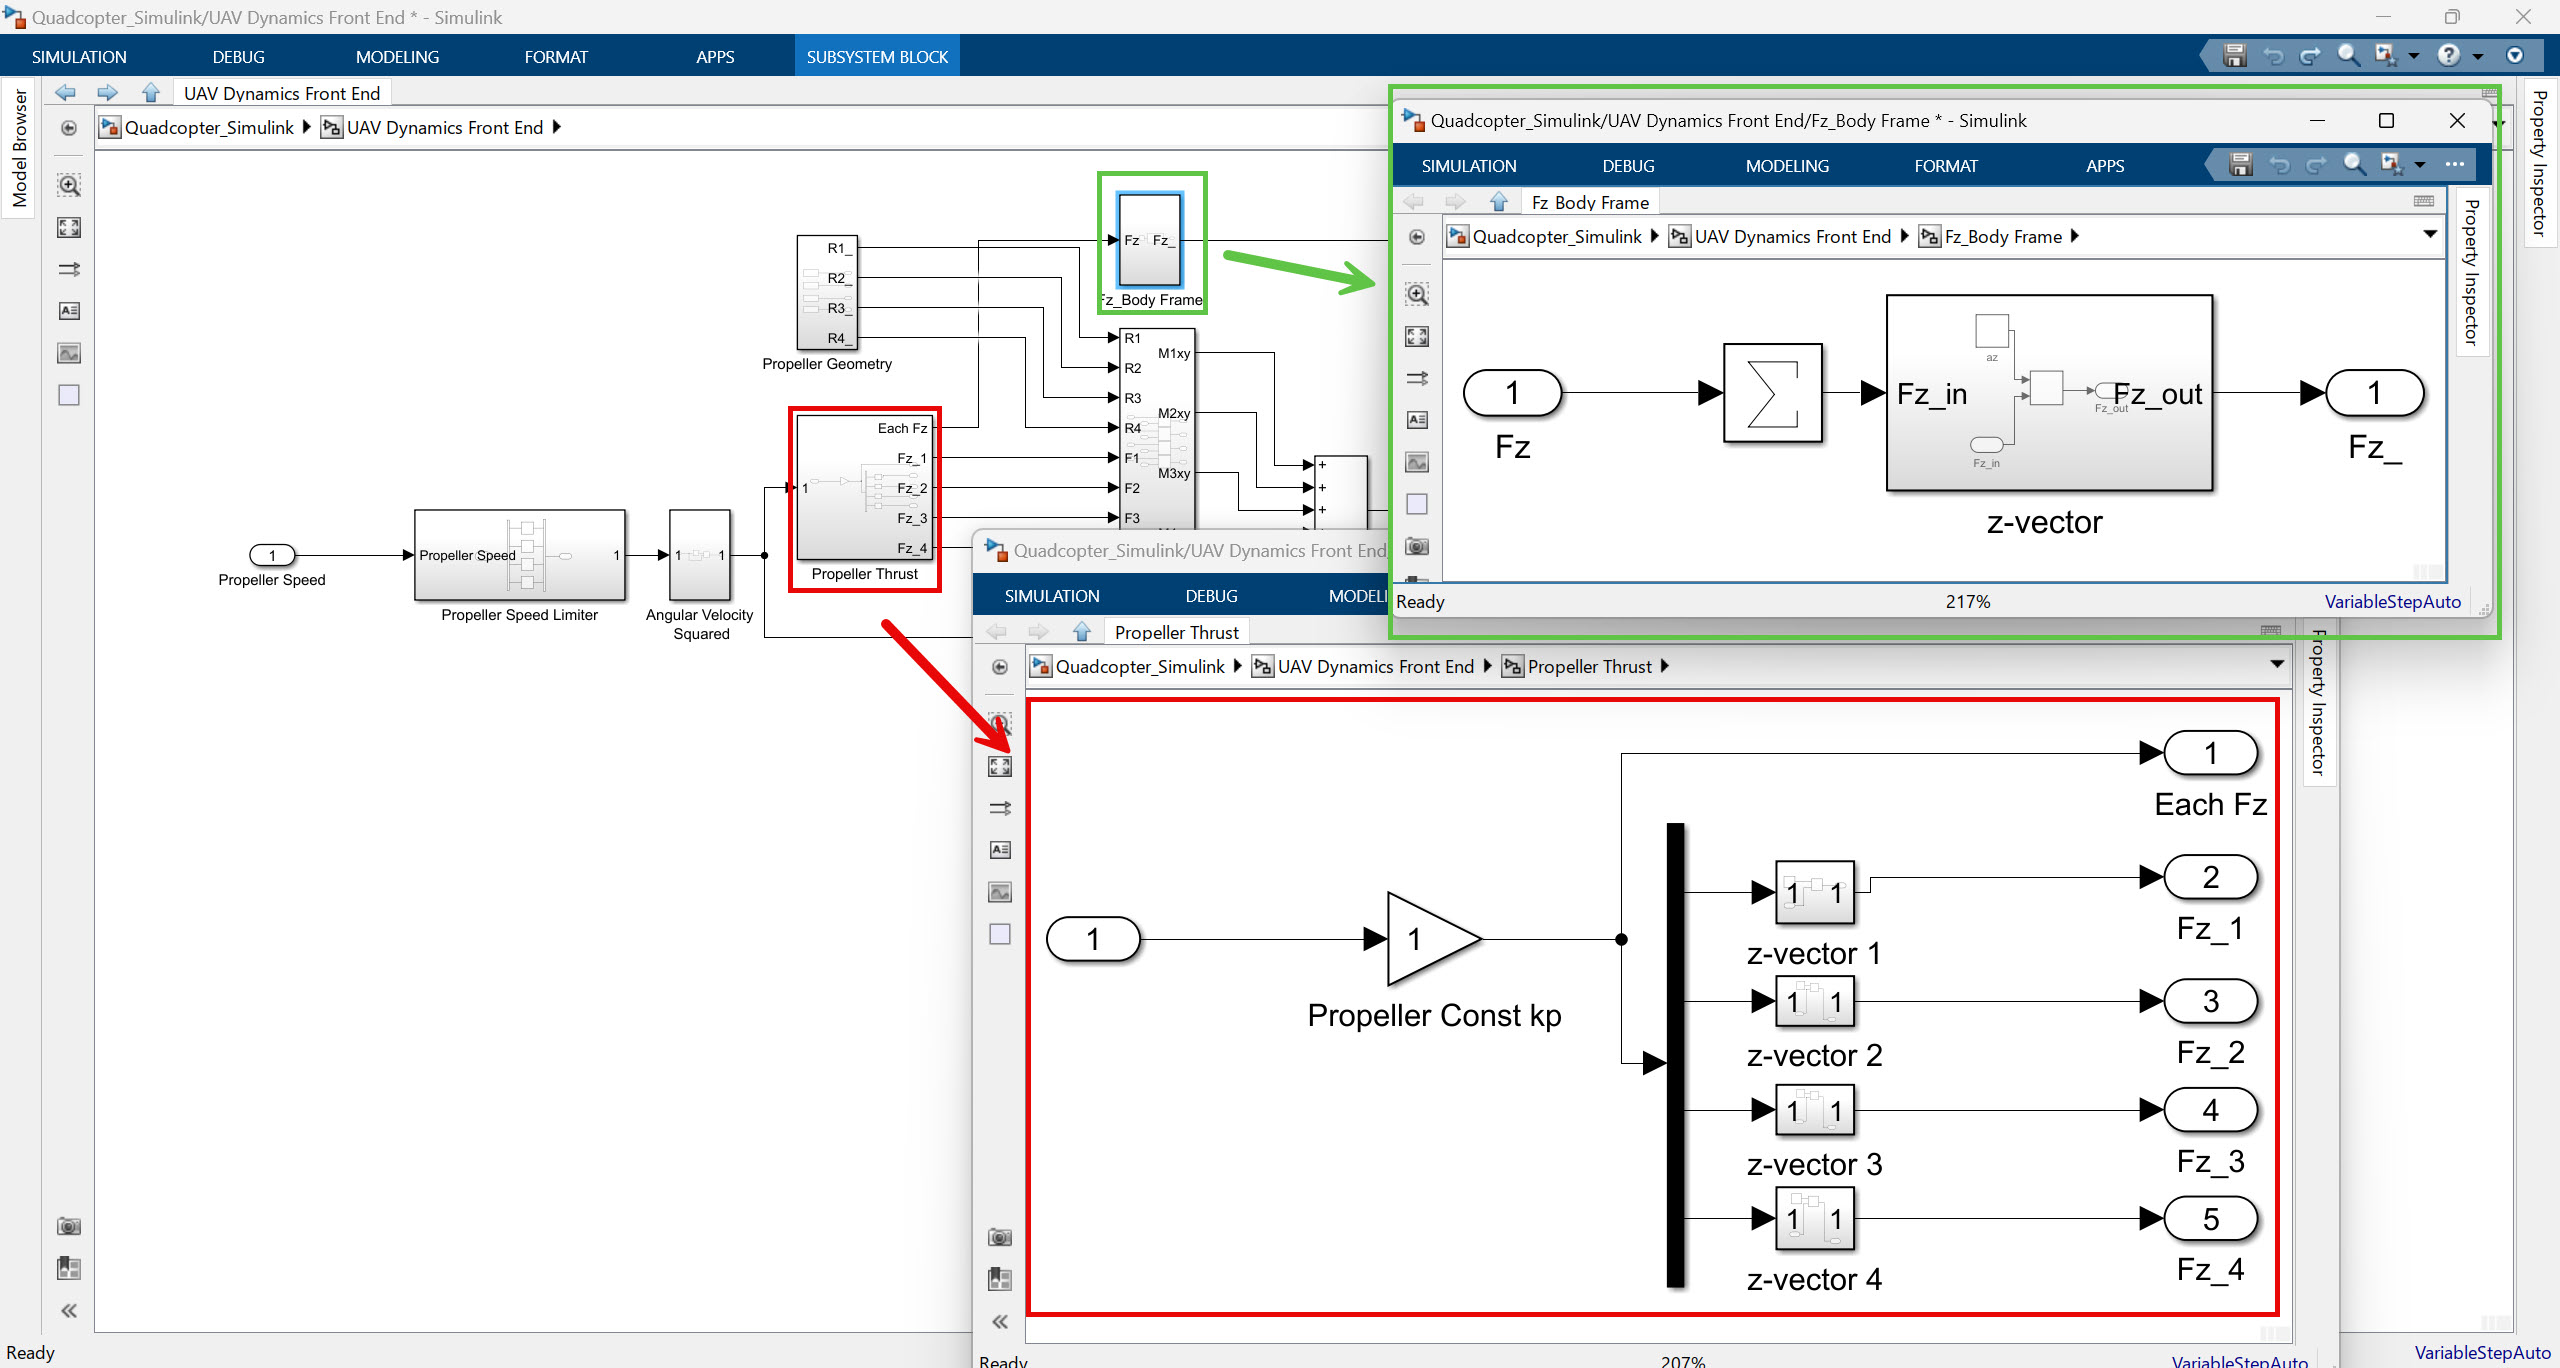 Quadcopter_Simulink/UAV Dynamics Front End * - Simulink
SIMULATION
DEBUG
MODELING
FORMAT
APPS
SUBSYSTEM BLOCK
Model Browser
UAV Dynamics Front End
Quadcopter_Simulink
UAV Dynamics Front End
Property Inspector
Fz
Fz_
Fz_Body Frame
R1_
R2_
R3_
R4_
Propeller Geometry
R1
R2
R3
R4
F1
F2
F3
M1xy
M2xy
M3xy
+
+
+
Each Fz
Fz_1
Fz_2
Fz_3
Fz_4
1
Propeller Thrust
1
Propeller Speed
Propeller Speed
1
Propeller Speed Limiter
1
1
Angular Velocity
Squared
Quadcopter_Simulink/UAV Dynamics Front End/Fz_Body Frame * - Simulink
SIMULATION
DEBUG
MODELING
FORMAT
APPS
Fz Body Frame
Quadcopter_Simulink
UAV Dynamics Front End
Fz_Body Frame
Property Inspector
1
Fz
Fz_in
az
Fz_in
Fz_out
Fz_out
z-vector
1
Fz_
Ready
217%
VariableStepAuto
Quadcopter_Simulink/UAV Dynamics Front End
SIMULATION
DEBUG
MODELI
Propeller Thrust
Quadcopter_Simulink
UAV Dynamics Front End
Propeller Thrust
Property Inspector
1
1
Propeller Const kp
1
Each Fz
1 1
z-vector 1
2
Fz_1
1 1
z-vector 2
3
Fz_2
1 1
z-vector 3
4
Fz_3
1 1
z-vector 4
5
Fz_4
Ready
207%
VariableStepAuto
Ready
VariableStepAuto